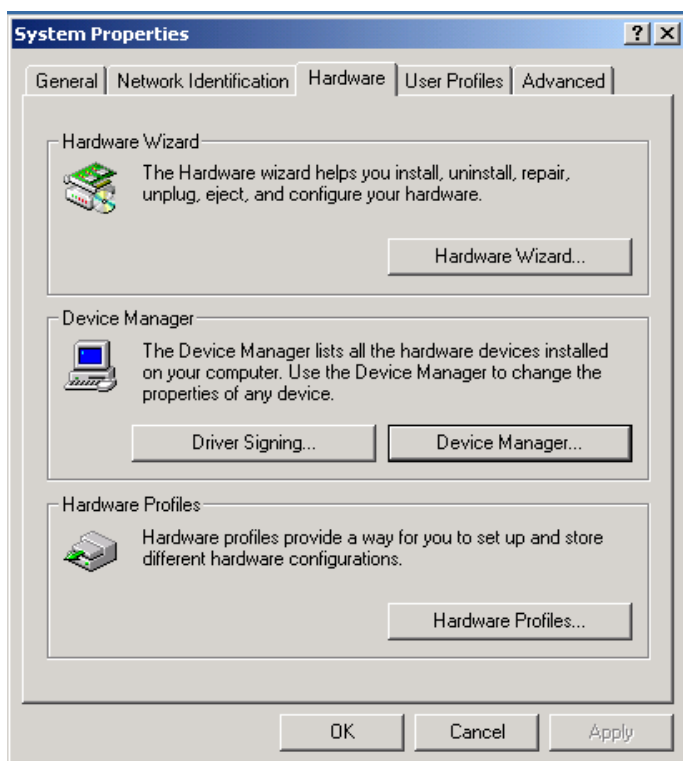 System Properties
General
Network Identification
Hardware
User Profiles
Advanced
Hardware Wizard
The Hardware wizard helps you install, uninstall, repair,
unplug, eject, and configure your hardware.
Hardware Wizard...
Device Manager
The Device Manager lists all the hardware devices installed
on your computer. Use the Device Manager to change the
properties of any device.
Driver Signing...
Device Manager...
Hardware Profiles
Hardware profiles provide a way for you to set up and store
different hardware configurations.
Hardware Profiles...
OK
Cancel
Apply